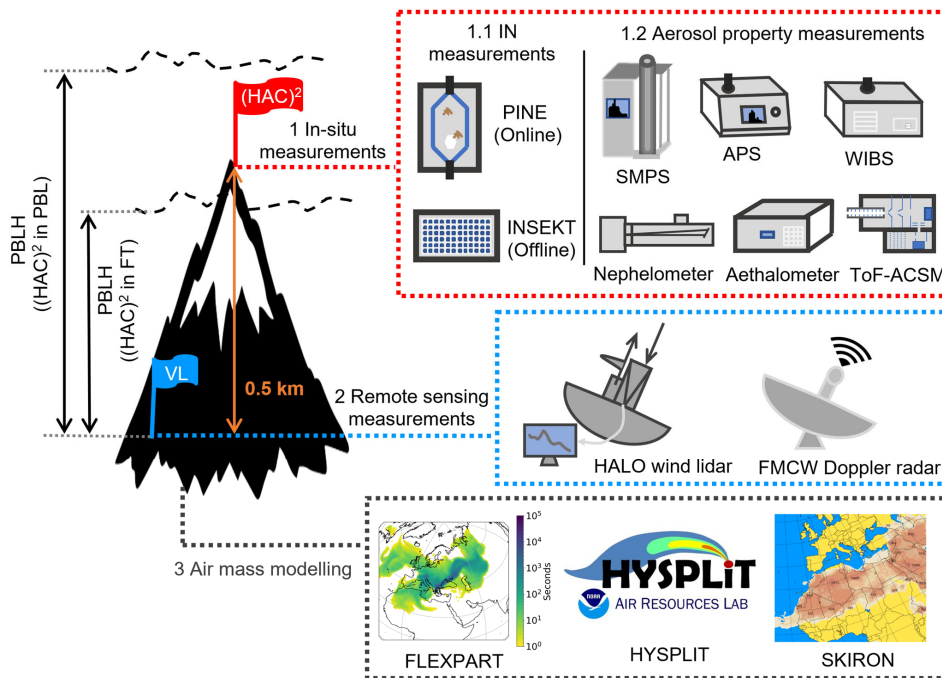 (HAC)²
1 In-situ
measurements
PBLH
((HAC)² in PBL)
PBLH
((HAC)² in FT)
VL
0.5 km
1.1 IN
measurements
PINE
(Online)
INSEKT
(Offline)
1.2 Aerosol property measurements
SMPS
APS
WIBS
Nephelometer
Aethalometer
ToF-ACSM
2 Remote sensing
measurements
HALO wind lidar
FMCW Doppler radar
3 Air mass modelling
10⁵
10⁴
10³
10²
10¹
10⁰
Seconds
FLEXPART
HYSPLIT
NOAA
AIR RESOURCES LAB
HYSPLIT
SKIRON